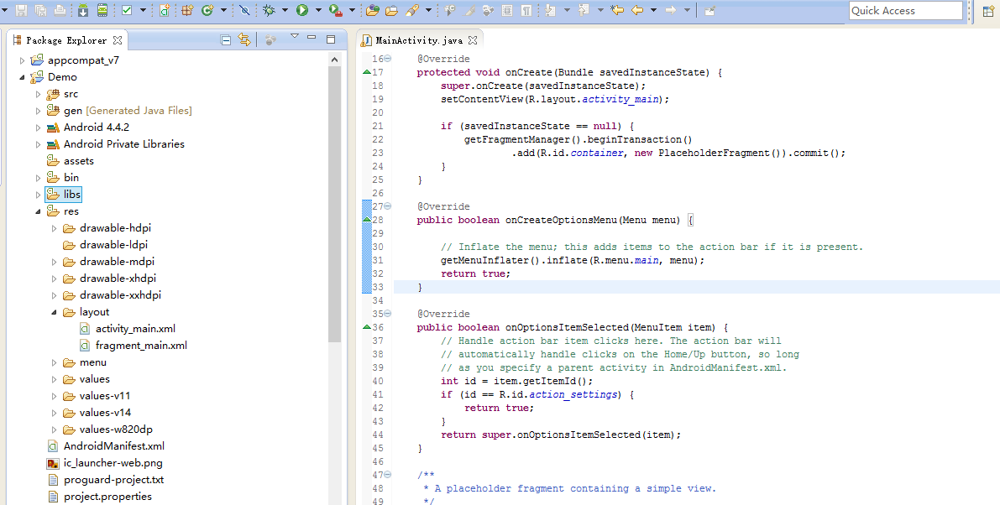 Quick Access
Package Explorer
appcompat_v7
Demo
src
gen [Generated Java Files]
Android 4.4.2
Android Private Libraries
assets
bin
libs
res
drawable-hdpi
drawable-ldpi
drawable-mdpi
drawable-xhdpi
drawable-xxhdpi
layout
activity_main.xml
fragment_main.xml
menu
values
values-v11
values-v14
values-w820dp
AndroidManifest.xml
ic_launcher-web.png
proguard-project.txt
project.properties
MainActivity.java
16 @Override
17 protected void onCreate(Bundle savedInstanceState) {
18 super.onCreate(savedInstanceState);
19 setContentView(R.layout.activity_main);
20
21 if (savedInstanceState == null) {
22 getFragmentManager().beginTransaction()
23 .add(R.id.container, new PlaceholderFragment()).commit();
24 }
25 }
26
27 @Override
28 public boolean onCreateOptionsMenu(Menu menu) {
29
30 // Inflate the menu; this adds items to the action bar if it is present.
31 getMenuInflater().inflate(R.menu.main, menu);
32 return true;
33 }
34
35 @Override
36 public boolean onOptionsItemSelected(MenuItem item) {
37 // Handle action bar item clicks here. The action bar will
38 // automatically handle clicks on the Home/Up button, so long
39 // as you specify a parent activity in AndroidManifest.xml.
40 int id = item.getItemId();
41 if (id == R.id.action_settings) {
42 return true;
43 }
44 return super.onOptionsItemSelected(item);
45 }
46
47 /**
48 * A placeholder fragment containing a simple view.
49 */